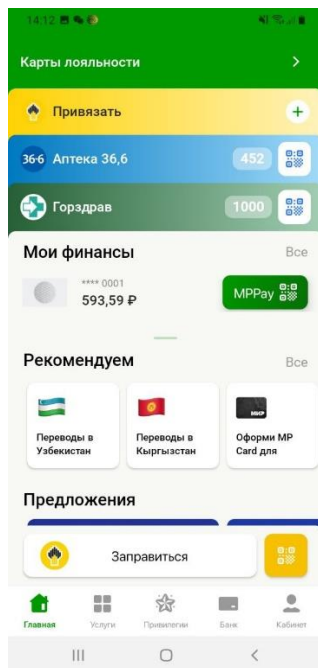 14:12
Карты лояльности
Привязать
36•6 Аптека 36,6 452
Горздрав 1000
Мои финансы Все
**** 0001
593,59 ₽
MPPay
Рекомендуем Все
Переводы в
Узбекистан
Переводы в
Кыргызстан
МИР
Оформи МР
Card для
Предложения
Заправиться
Главная Услуги Привилегии Банк Кабинет